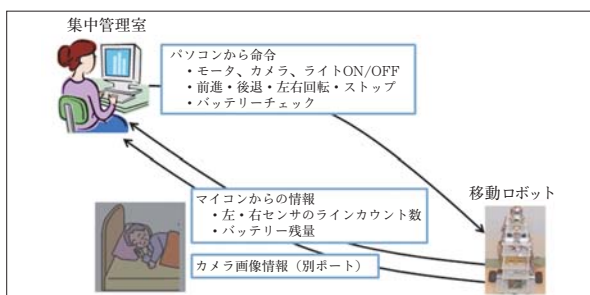 集中管理室
パソコンから命令
・モータ、カメラ、ライトON/OFF
・前進・後退・左右回転・ストップ
・バッテリーチェック
マイコンからの情報
・左・右センサのラインカウント数
・バッテリー残量
移動ロボット
カメラ画像情報（別ポート）